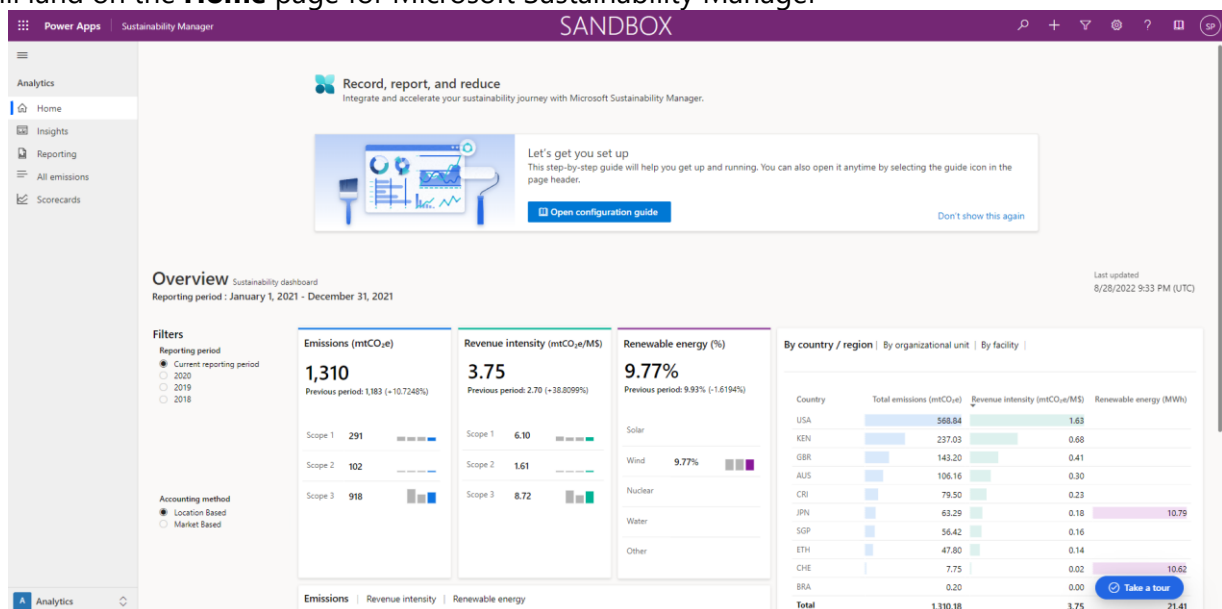 ll land on the Home page for Microsoft Sustainability Manager
Power Apps Sustainability Manager SANDBOX SP
Analytics
Home
Insights
Reporting
All emissions
Scorecards
Record, report, and reduce
Integrate and accelerate your sustainability journey with Microsoft Sustainability Manager.
Let's get you set up
This step-by-step guide will help you get up and running. You can also open it anytime by selecting the guide icon in the
page header.
Open configuration guide
Don't show this again
Overview Sustainability dashboard
Reporting period : January 1, 2021 - December 31, 2021
Last updated
8/28/2022 9:33 PM (UTC)
Filters
Reporting period
Current reporting period
2020
2019
2018
Accounting method
Location Based
Market Based
Emissions (mtCO₂e)
1,310
Previous period: 1,183 (+10.7248%)
Scope 1 291
Scope 2 102
Scope 3 918
Revenue intensity (mtCO₂e/M$)
3.75
Previous period: 2.70 (+38.8099%)
Scope 1 6.10
Scope 2 1.61
Scope 3 8.72
Renewable energy (%)
9.77%
Previous period: 9.93% (-1.6194%)
Solar
Wind 9.77%
Nuclear
Water
Other
By country / region | By organizational unit | By facility |
Country Total emissions (mtCO₂e) Revenue intensity (mtCO₂e/M$) Renewable energy (MWh)
USA 568.84 1.63
KEN 237.03 0.68
GBR 143.20 0.41
AUS 106.16 0.30
CRI 79.50 0.23
JPN 63.29 0.18 10.79
SGP 56.42 0.16
ETH 47.80 0.14
CHE 7.75 0.02 10.62
BRA 0.20 0.00
Total 1,310.18 3.75 21.41
Take a tour
Emissions | Revenue intensity | Renewable energy
A Analytics